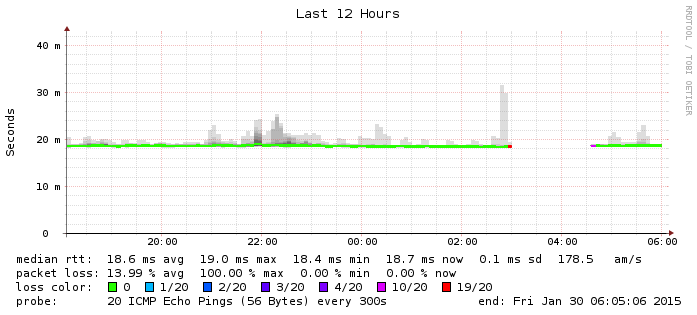 Last 12 Hours
RRDTOOL / TOBI OETIKER
Seconds
40 m
30 m
20 m
10 m
0
20:00 22:00 00:00 02:00 04:00 06:00
median rtt: 18.6 ms avg 19.0 ms max 18.4 ms min 18.7 ms now 0.1 ms sd 178.5 am/s
packet loss: 13.99 % avg 100.00 % max 0.00 % min 0.00 % now
loss color: 0 1/20 2/20 3/20 4/20 10/20 19/20
probe: 20 ICMP Echo Pings (56 Bytes) every 300s end: Fri Jan 30 06:05:06 2015